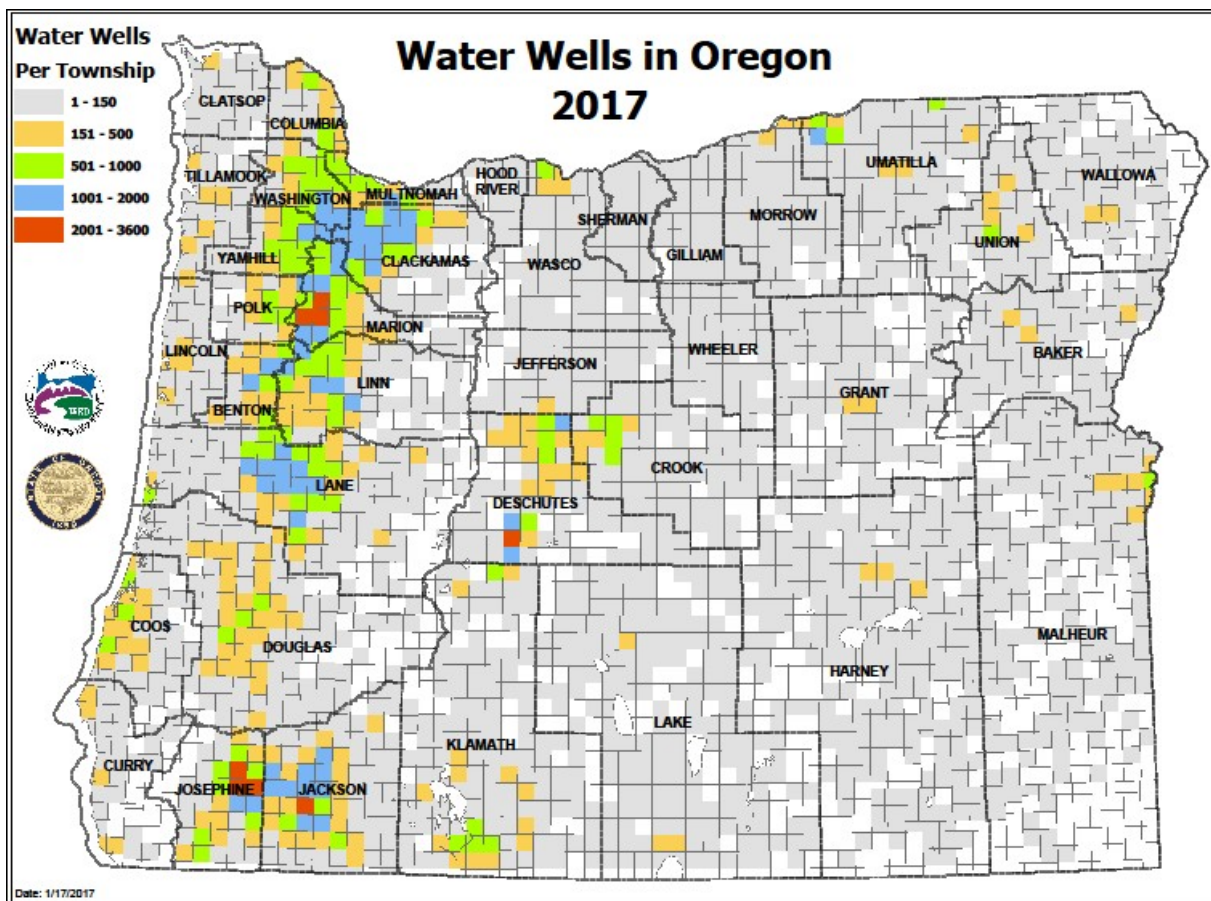 Water Wells in Oregon
2017
Water Wells
Per Township
1 - 150
151 - 500
501 - 1000
1001 - 2000
2001 - 3600
CLATSOP
COLUMBIA
TILLAMOOK
WASHINGTON
MULTNOMAH
HOOD
RIVER
SHERMAN
UMATILLA
WALLOWA
MORROW
GILLIAM
UNION
YAMHILL
CLACKAMAS
WASCO
POLK
MARION
LINCOLN
JEFFERSON
WHEELER
BAKER
LINN
GRANT
BENTON
CROOK
LANE
DESCHUTES
COOS
DOUGLAS
MALHEUR
HARNEY
LAKE
KLAMATH
CURRY
JOSEPHINE
JACKSON
Date: 1/17/2017